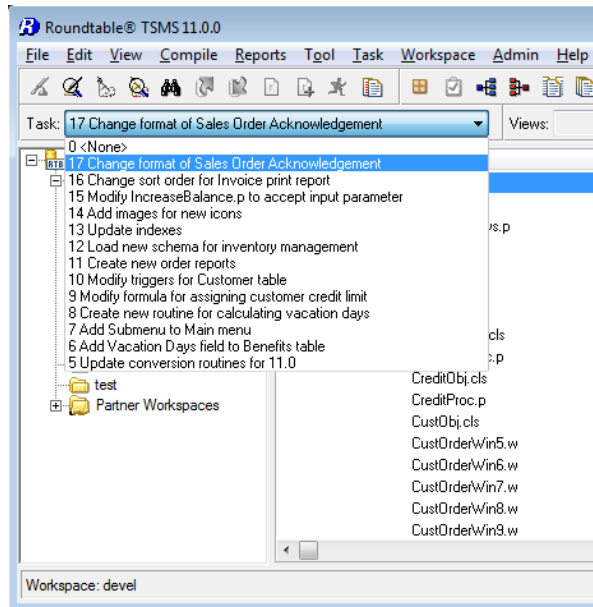 Roundtable® TSMS 11.0.0
File Edit View Compile Reports Tool Task Workspace Admin Help
Task: 17 Change format of Sales Order Acknowledgement Views:
0 <None>
RTB 17 Change format of Sales Order Acknowledgement
16 Change sort order for Invoice print report
15 Modify IncreaseBalance.p to accept input parameter
14 Add images for new icons
13 Update indexes
12 Load new schema for inventory management
11 Create new order reports
10 Modify triggers for Customer table
9 Modify formula for assigning customer credit limit
8 Create new routine for calculating vacation days
7 Add Submenu to Main menu
6 Add Vacation Days field to Benefits table
5 Update conversion routines for 11.0
test
Partner Workspaces
CreditObj.cls
CreditProc.p
CustObj.cls
CustOrderWin5.w
CustOrderWin6.w
CustOrderWin7.w
CustOrderWin8.w
CustOrderWin9.w
Workspace: devel